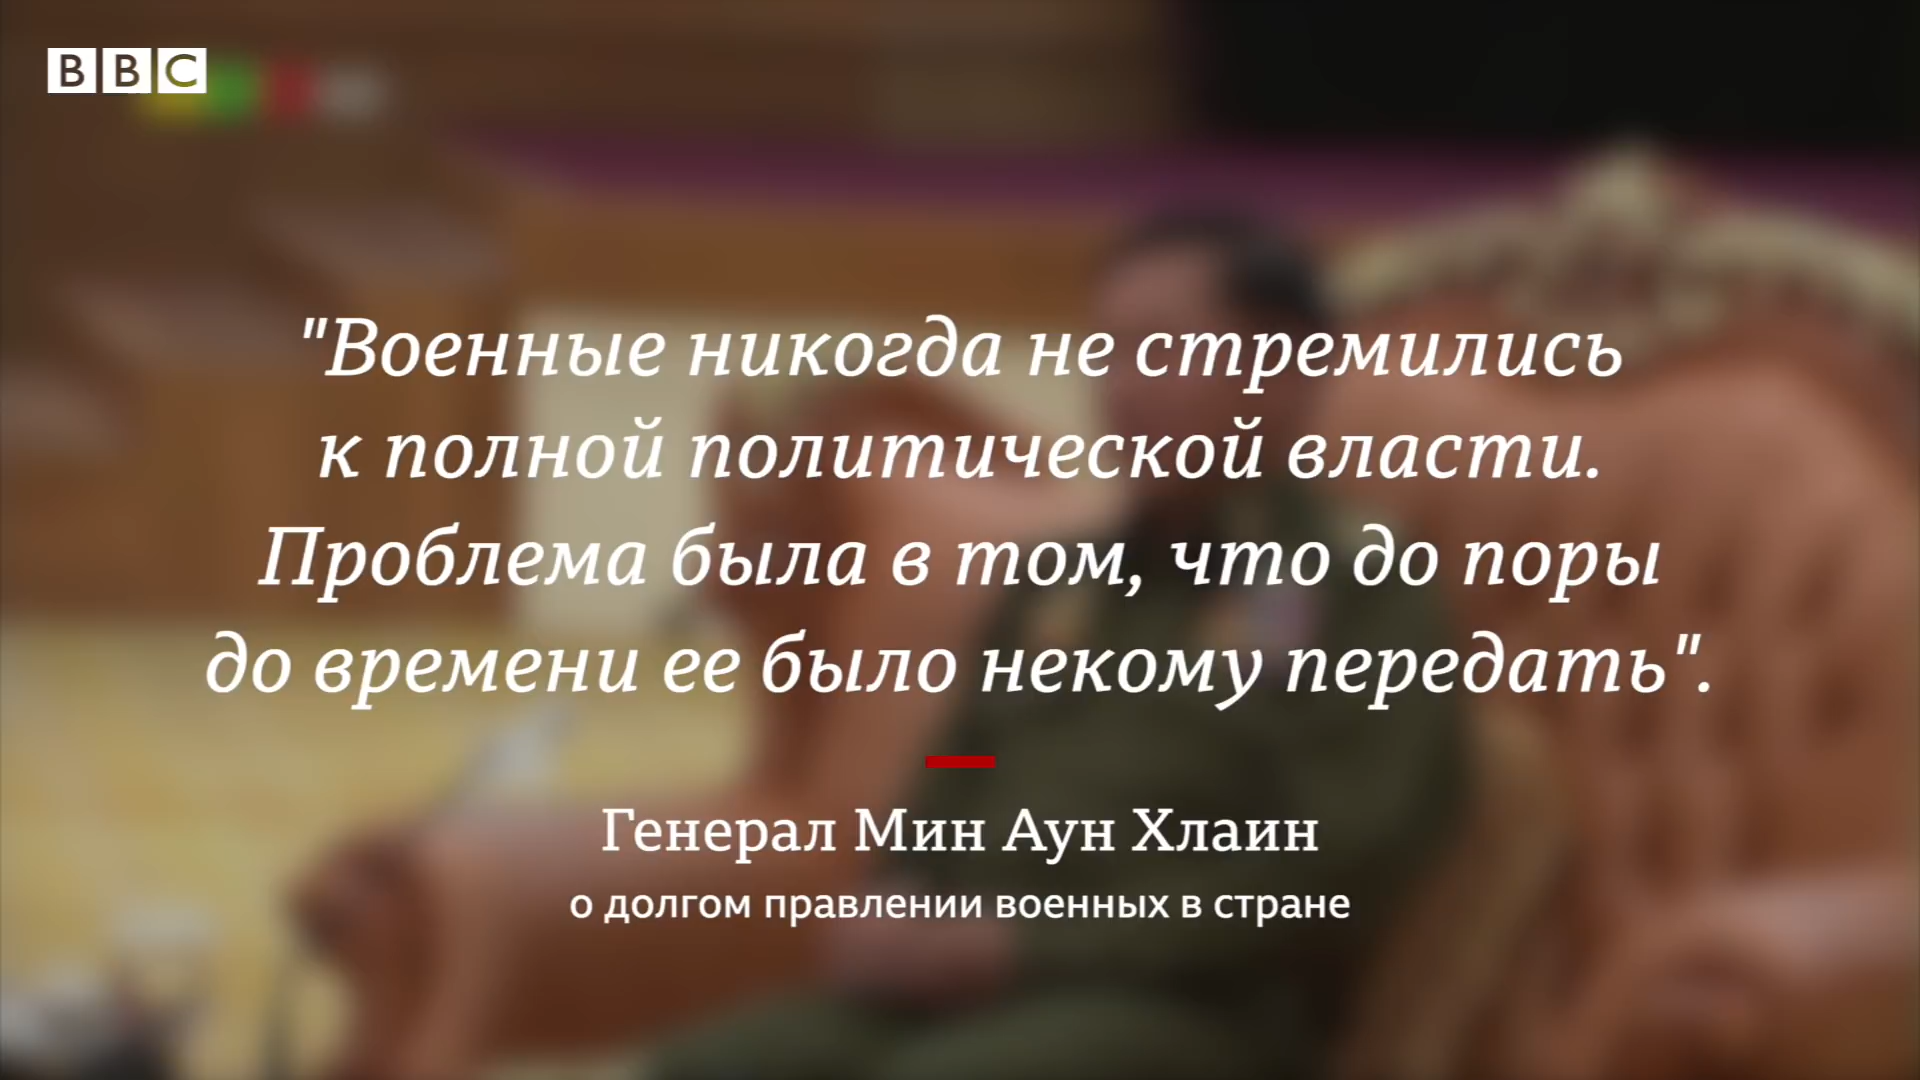 BBC
"Военные никогда не стремились
к полной политической власти.
Проблема была в том, что до поры
до времени ее было некому передать".
Генерал Мин Аун Хлаин
о долгом правлении военных в стране